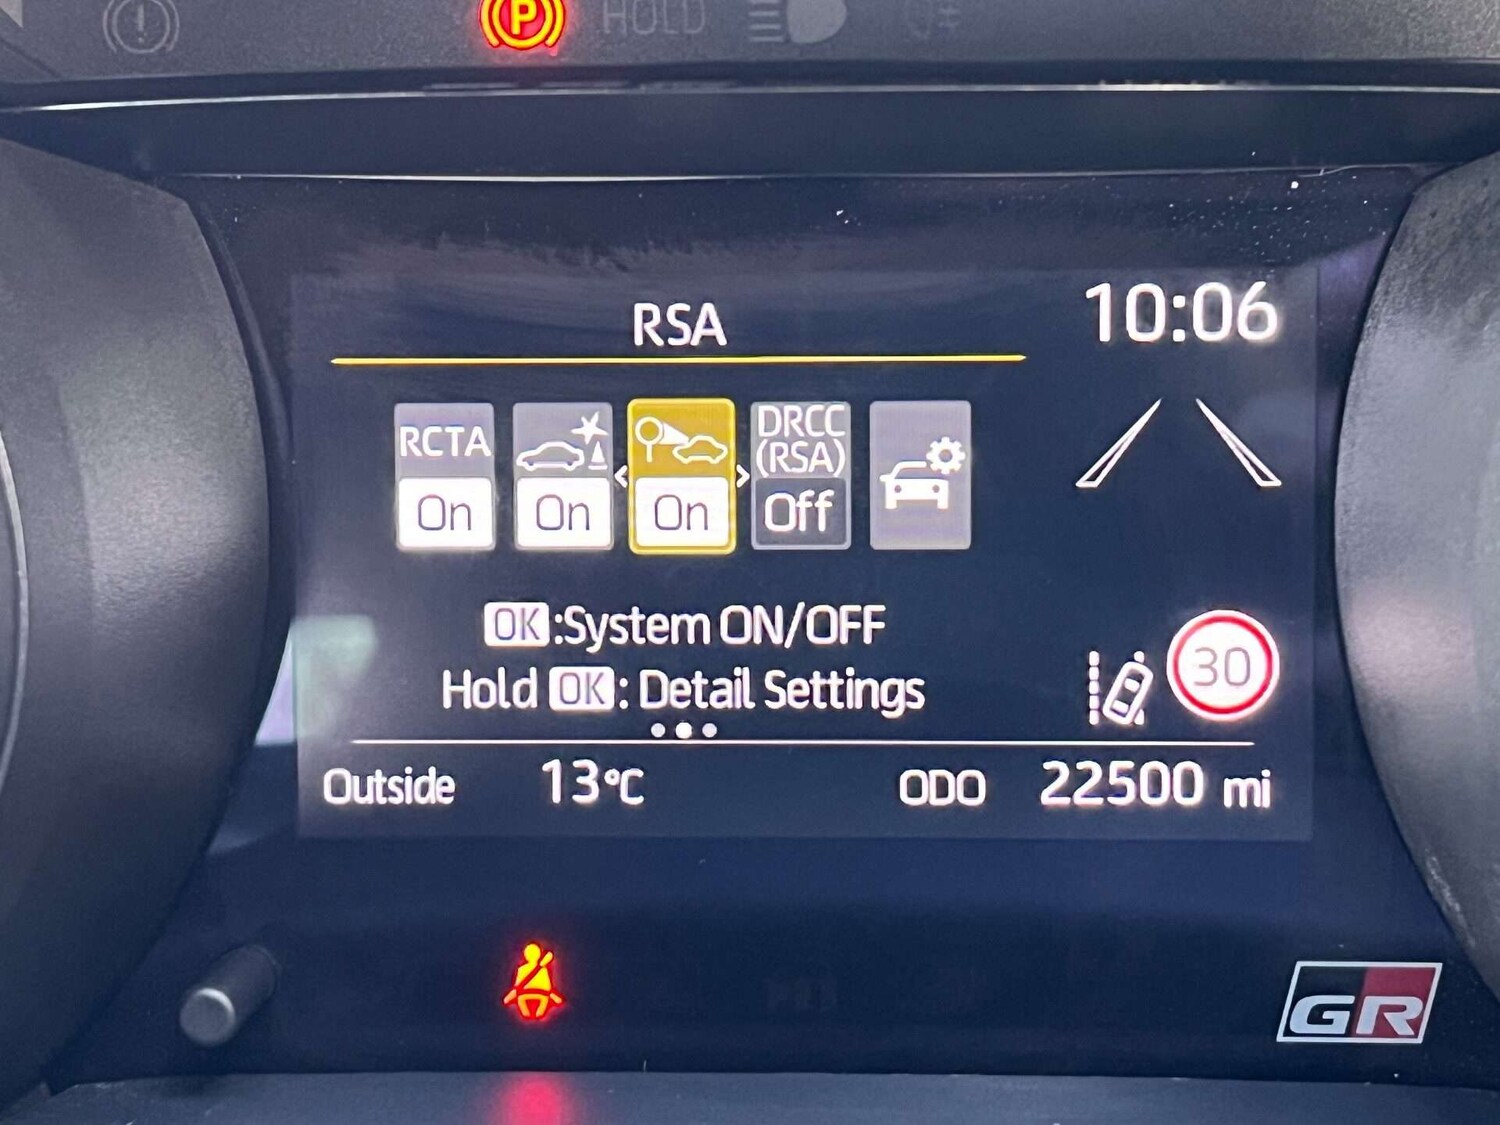 P HOLD
RSA
10:06
RCTA
On
On
On
DRCC
(RSA)
Off
OK:System ON/OFF
Hold OK: Detail Settings
30
Outside 13°C ODO 22500 mi
GR